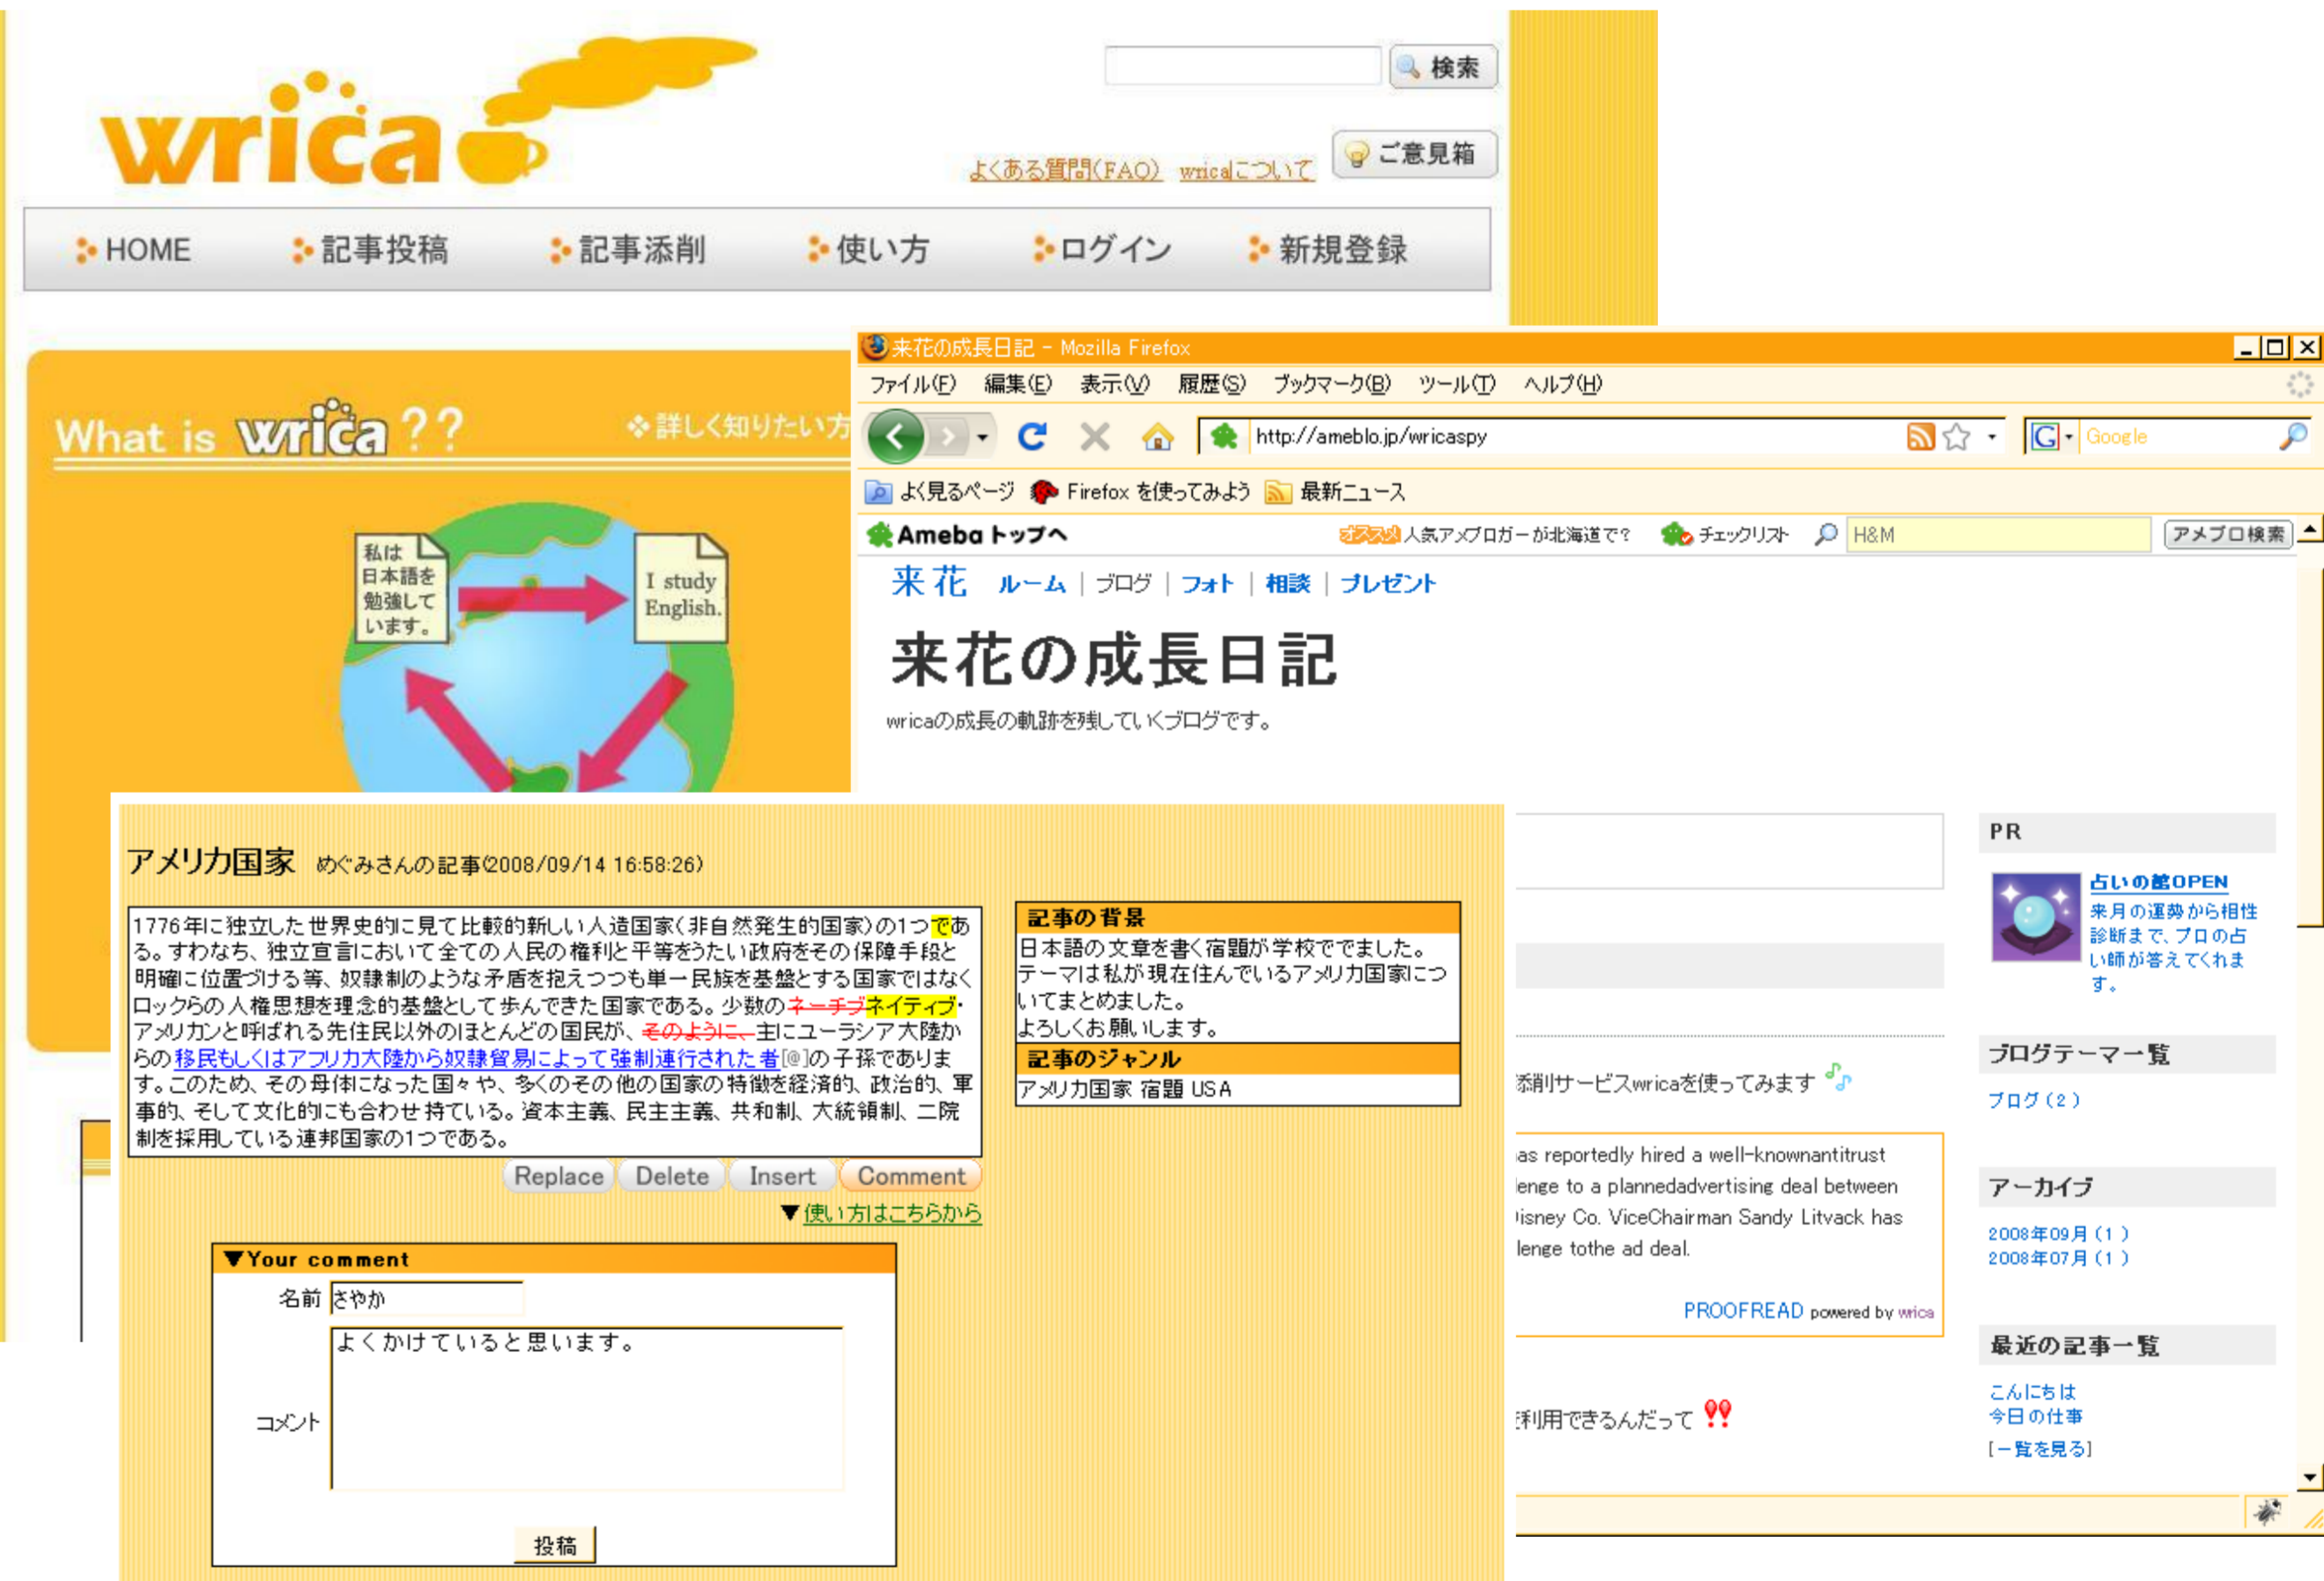 wrica
検索
よくある質問(FAQ) wricaについて ご意見箱
HOME 記事投稿 記事添削 使い方 ログイン 新規登録
What is wrica ?? ❖詳しく知りたい方
私は
日本語を
勉強して
います。
I study
English.
来花の成長日記 - Mozilla Firefox
ファイル(F) 編集(E) 表示(V) 履歴(S) ブックマーク(B) ツール(T) ヘルプ(H)
http://ameblo.jp/wricaspy
G Google
よく見るページ Firefox を使ってみよう 最新ニュース
Ameba トップへ オススメ 人気アメブロガーが北海道で? チェックリスト H&M アメブロ検索
来花 ルーム | ブログ | フォト | 相談 | プレゼント
来花の成長日記
wricaの成長の軌跡を残していくブログです。
アメリカ国家 めぐみさんの記事(2008/09/14 16:58:26)
1776年に独立した世界史的に見て比較的新しい人造国家(非自然発生的国家)の1つであ
る。すわなち、独立宣言において全ての人民の権利と平等をうたい政府をその保障手段と
明確に位置づける等、奴隷制のような矛盾を抱えつつも単一民族を基盤とする国家ではなく
ロックらの人権思想を理念的基盤として歩んできた国家である。少数のネーチブネイティブ・
アメリカンと呼ばれる先住民以外のほとんどの国民が、そのように、主にユーラシア大陸か
らの移民もしくはアフリカ大陸から奴隷貿易によって強制連行された者[@]の子孫でありま
す。このため、その母体になった国々や、多くのその他の国家の特徴を経済的、政治的、軍
事的、そして文化的にも合わせ持ている。資本主義、民主主義、共和制、大統領制、二院
制を採用している連邦国家の1つである。
Replace Delete Insert Comment
▼使い方はこちらから
記事の背景
日本語の文章を書く宿題が学校ででました。
テーマは私が現在住んでいるアメリカ国家につ
いてまとめました。
よろしくお願いします。
記事のジャンル
アメリカ国家 宿題 USA
▼Your comment
名前 さやか
コメント よくかけていると思います。
投稿
添削サービスwricaを使ってみます
as reportedly hired a well-knownantitrust
lenge to a plannedadvertising deal between
Disney Co. ViceChairman Sandy Litvack has
lenge tothe ad deal.
PROOFREAD powered by wrica
利用できるんだって
PR
占いの館OPEN
来月の運勢から相性
診断まで、プロの占
い師が答えてくれま
す。
ブログテーマ一覧
ブログ ( 2 )
アーカイブ
2008年09月 ( 1 )
2008年07月 ( 1 )
最近の記事一覧
こんにちは
今日の仕事
[一覧を見る]